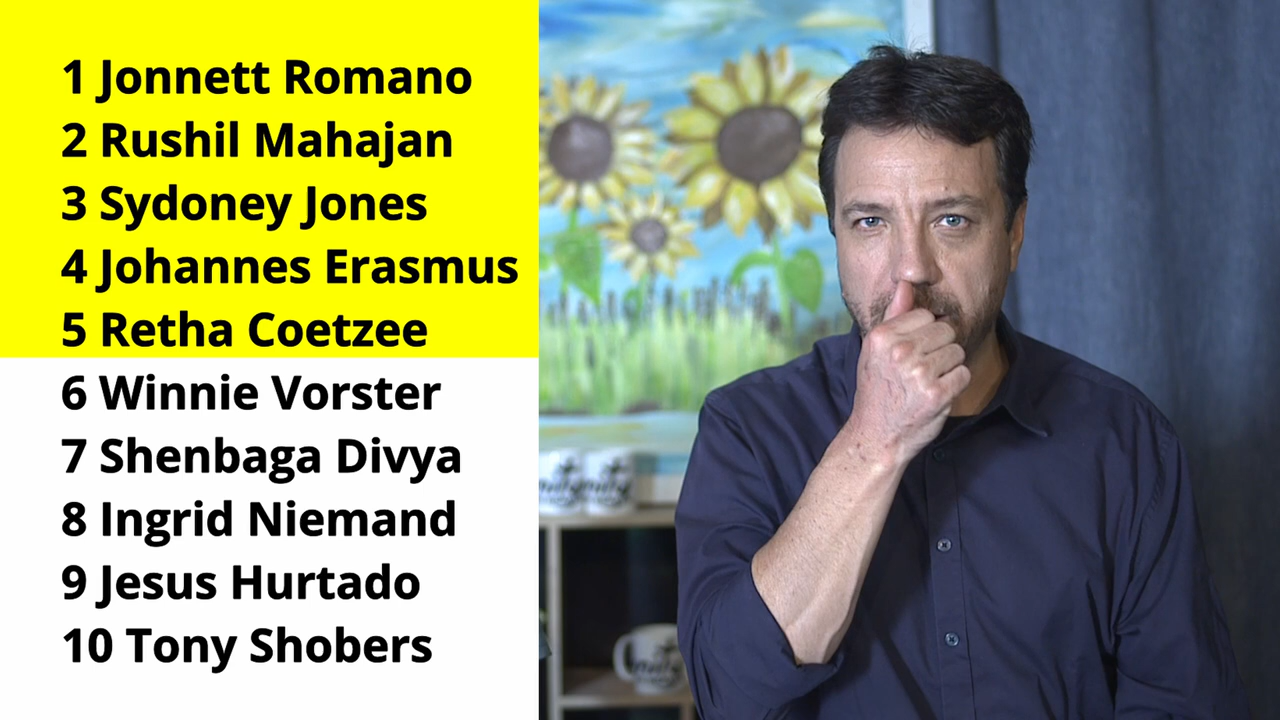 1 Jonnett Romano
2 Rushil Mahajan
3 Sydoney Jones
4 Johannes Erasmus
5 Retha Coetzee
6 Winnie Vorster
7 Shenbaga Divya
8 Ingrid Niemand
9 Jesus Hurtado
10 Tony Shobers